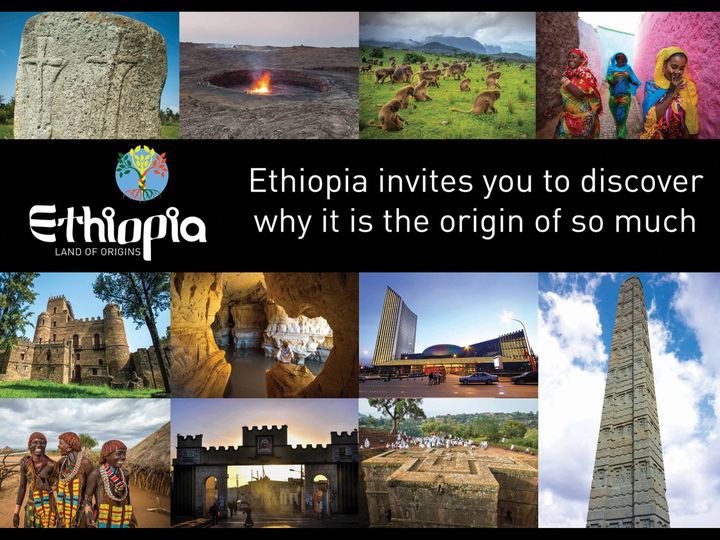 Ethiopia
LAND OF ORIGINS
Ethiopia invites you to discover
why it is the origin of so much